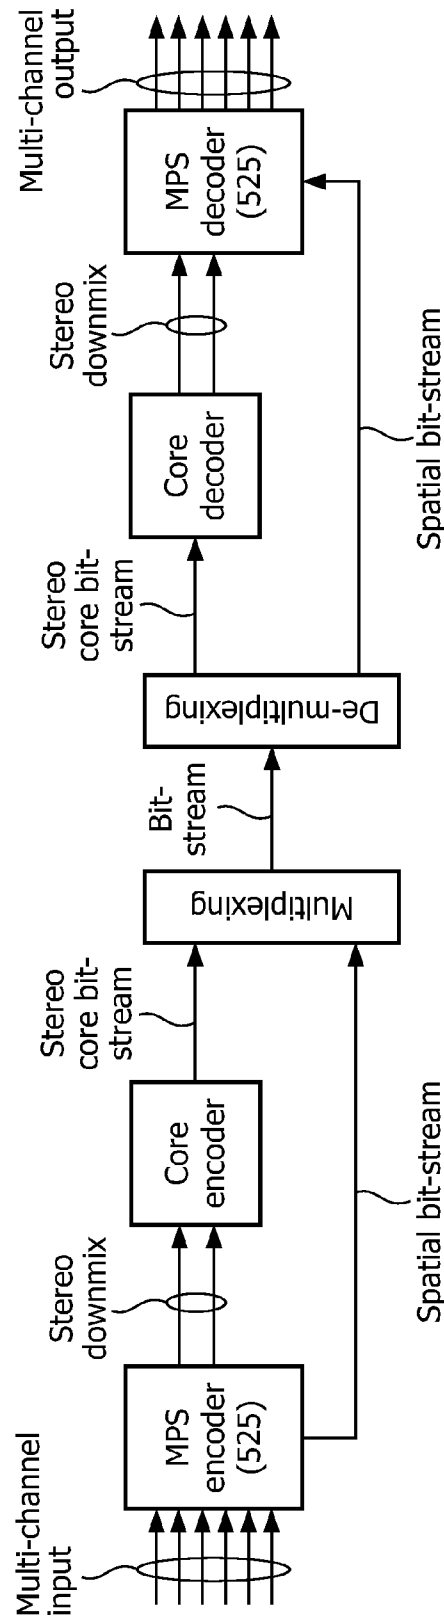 Multi-channel
input
MPS
encoder
(525)
Stereo
downmix
Core
encoder
Stereo
core bit-
stream
Spatial bit-stream
Multiplexing
Bit-
stream
De-multiplexing
Stereo
core bit-
stream
Core
decoder
Stereo
downmix
Spatial bit-stream
MPS
decoder
(525)
Multi-channel
output